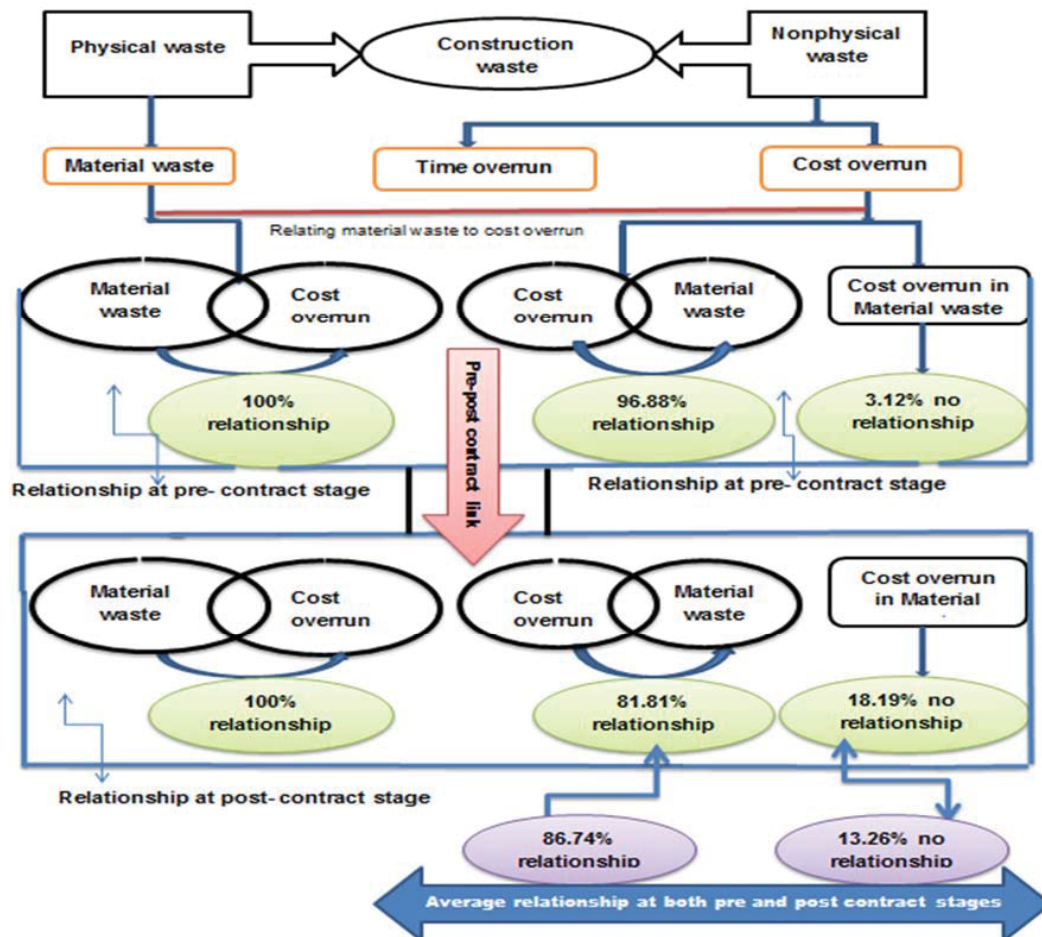 Physical waste
Construction
waste
Nonphysical
waste
Material waste
Time overrun
Cost overrun
Relating material waste to cost overrun
Material
waste
Cost
overrun
Cost
overrun
Material
waste
Cost overrun in
Material waste
Pre-post contract link
100%
relationship
96.88%
relationship
3.12% no
relationship
Relationship at pre- contract stage
Relationship at pre- contract stage
Material
waste
Cost
overrun
Cost
overrun
Material
waste
Cost overrun
in Material
100%
relationship
81.81%
relationship
18.19% no
relationship
Relationship at post- contract stage
86.74%
relationship
13.26% no
relationship
Average relationship at both pre and post contract stages